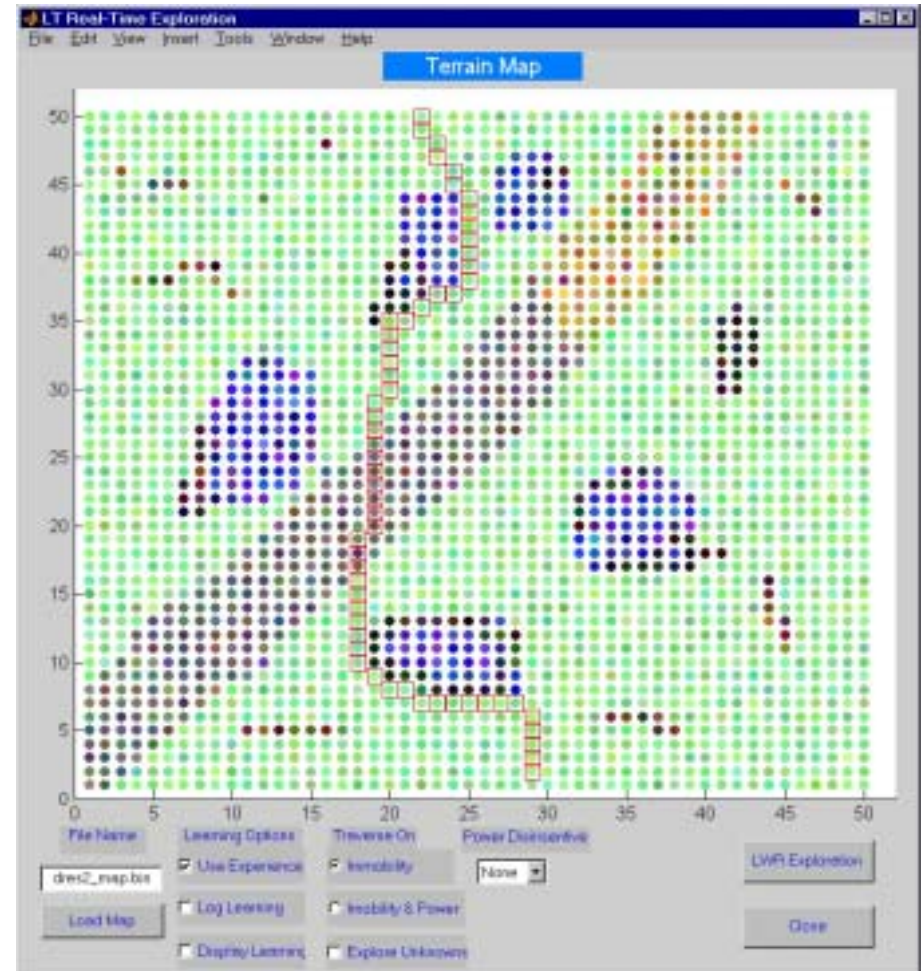 LT Real-Time Exploration
File Edit View Insert Tools Window Help
Terrain Map
50
45
40
35
30
25
20
15
10
5
0
0 5 10 15 20 25 30 35 40 45 50
File Name Learning Options Traverse On Power Disincentive
dres2_map.bin Use Experience Immobility None LWR Exploration
Load Map Log Learning Imobility & Power
Display Learning Explore Unknowns Close